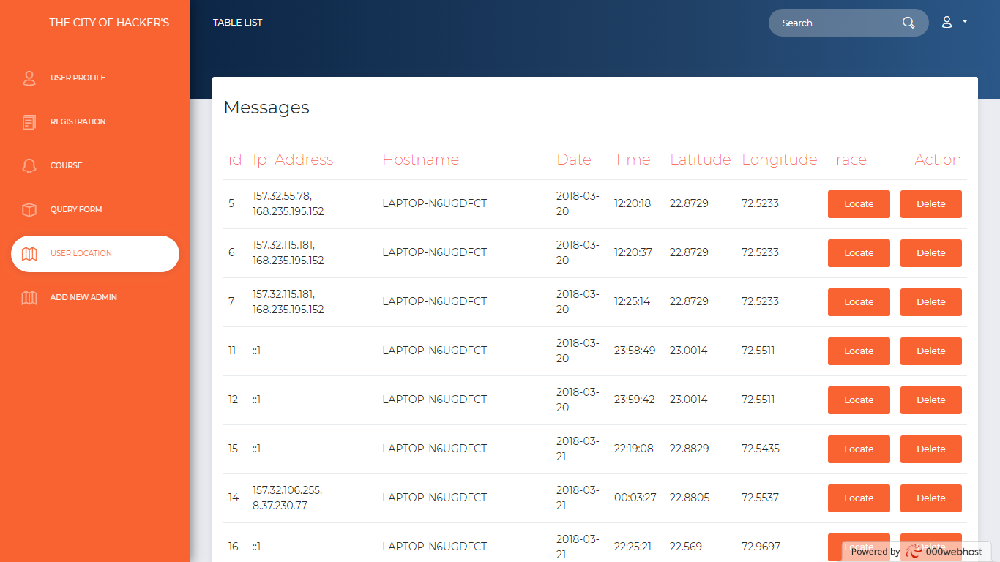 THE CITY OF HACKER'S
USER PROFILE
REGISTRATION
COURSE
QUERY FORM
USER LOCATION
ADD NEW ADMIN
TABLE LIST
Search...
Messages
id Ip_Address Hostname Date Time Latitude Longitude Trace Action
5 157.32.55.78, 168.235.195.152 LAPTOP-N6UGDFCT 2018-03-20 12:20:18 22.8729 72.5233 Locate Delete
6 157.32.115.181, 168.235.195.152 LAPTOP-N6UGDFCT 2018-03-20 12:20:37 22.8729 72.5233 Locate Delete
7 157.32.115.181, 168.235.195.152 LAPTOP-N6UGDFCT 2018-03-20 12:25:14 22.8729 72.5233 Locate Delete
11 ::1 LAPTOP-N6UGDFCT 2018-03-20 23:58:49 23.0014 72.5511 Locate Delete
12 ::1 LAPTOP-N6UGDFCT 2018-03-20 23:59:42 23.0014 72.5511 Locate Delete
15 ::1 LAPTOP-N6UGDFCT 2018-03-21 22:19:08 22.8829 72.5435 Locate Delete
14 157.32.106.255, 8.37.230.77 LAPTOP-N6UGDFCT 2018-03-21 00:03:27 22.8805 72.5537 Locate Delete
16 ::1 LAPTOP-N6UGDFCT 2018-03-21 22:25:21 22.569 72.9697 Locate Delete
Powered by 000webhost